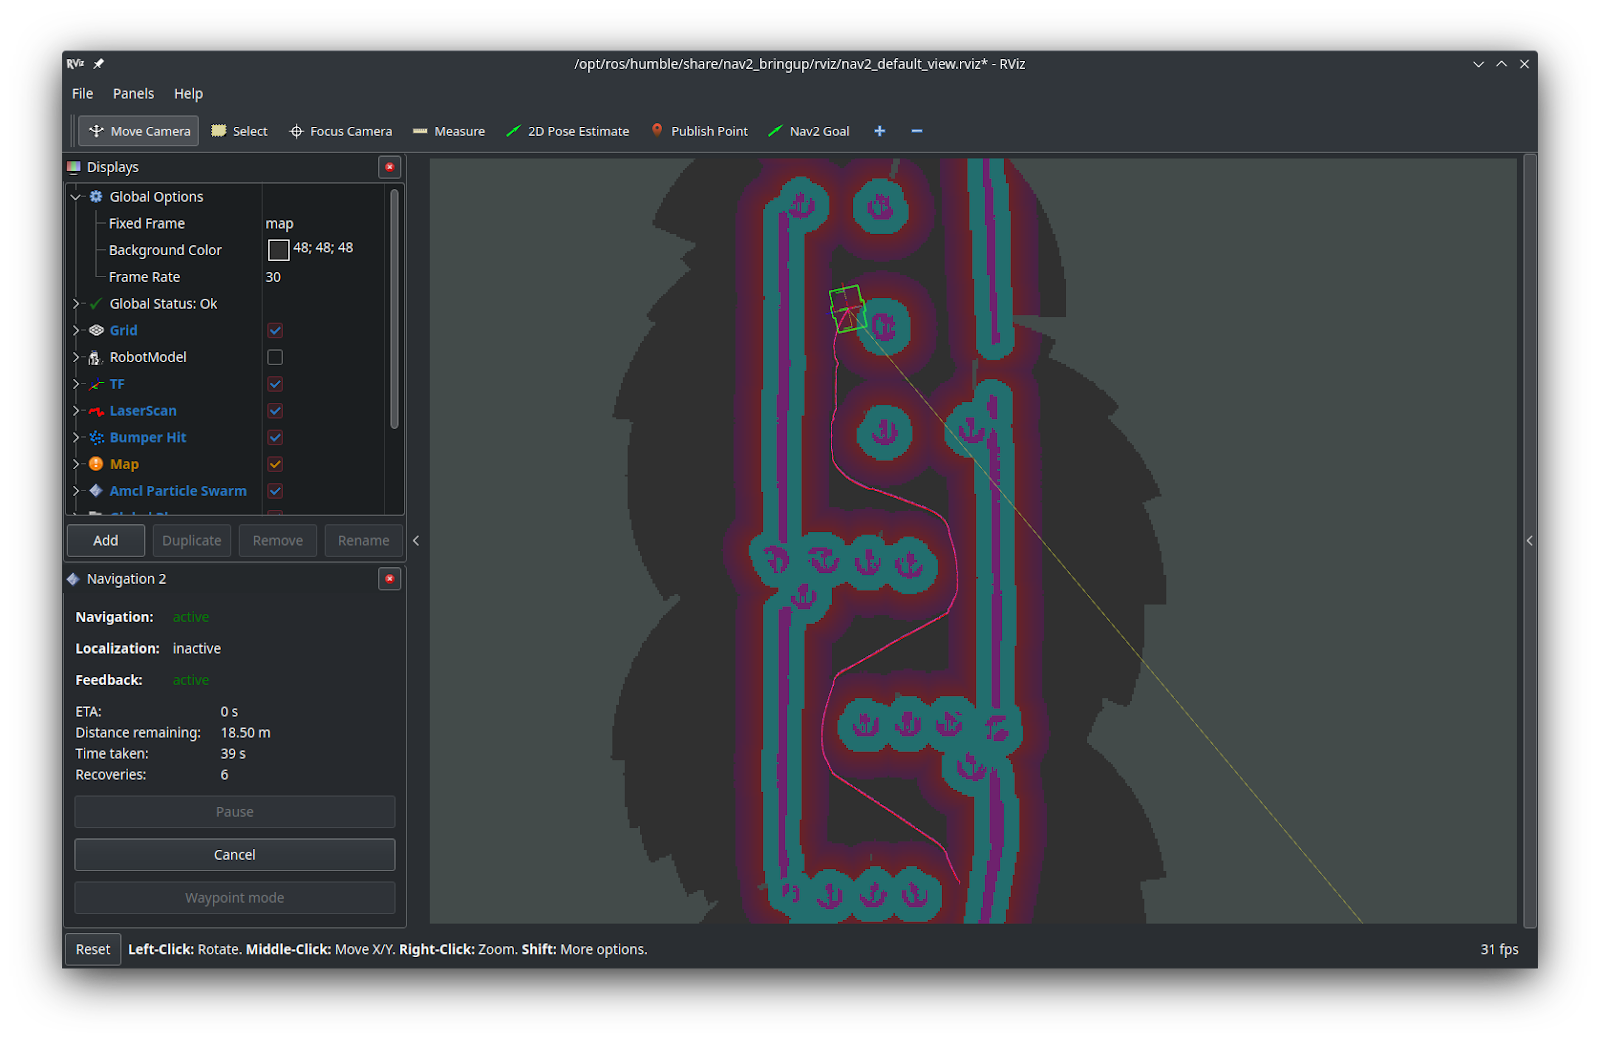 RViz
/opt/ros/humble/share/nav2_bringup/rviz/nav2_default_view.rviz* - RViz
File Panels Help
Move Camera Select Focus Camera Measure 2D Pose Estimate Publish Point Nav2 Goal
Displays
Global Options
Fixed Frame map
Background Color 48; 48; 48
Frame Rate 30
Global Status: Ok
Grid
RobotModel
TF
LaserScan
Bumper Hit
Map
Amcl Particle Swarm
Add Duplicate Remove Rename
Navigation 2
Navigation: active
Localization: inactive
Feedback: active
ETA: 0 s
Distance remaining: 18.50 m
Time taken: 39 s
Recoveries: 6
Pause
Cancel
Waypoint mode
Reset Left-Click: Rotate. Middle-Click: Move X/Y. Right-Click: Zoom. Shift: More options. 31 fps